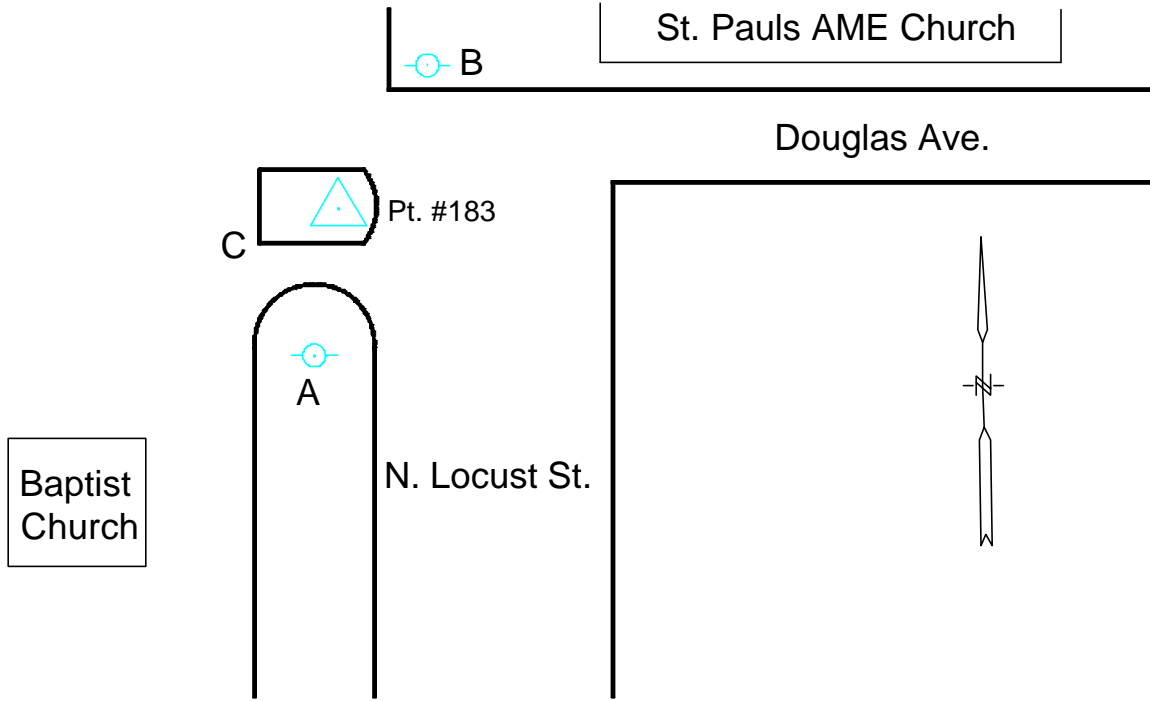 St. Pauls AME Church
B
Douglas Ave.
Pt. #183
C
A
N
N. Locust St.
Baptist
Church